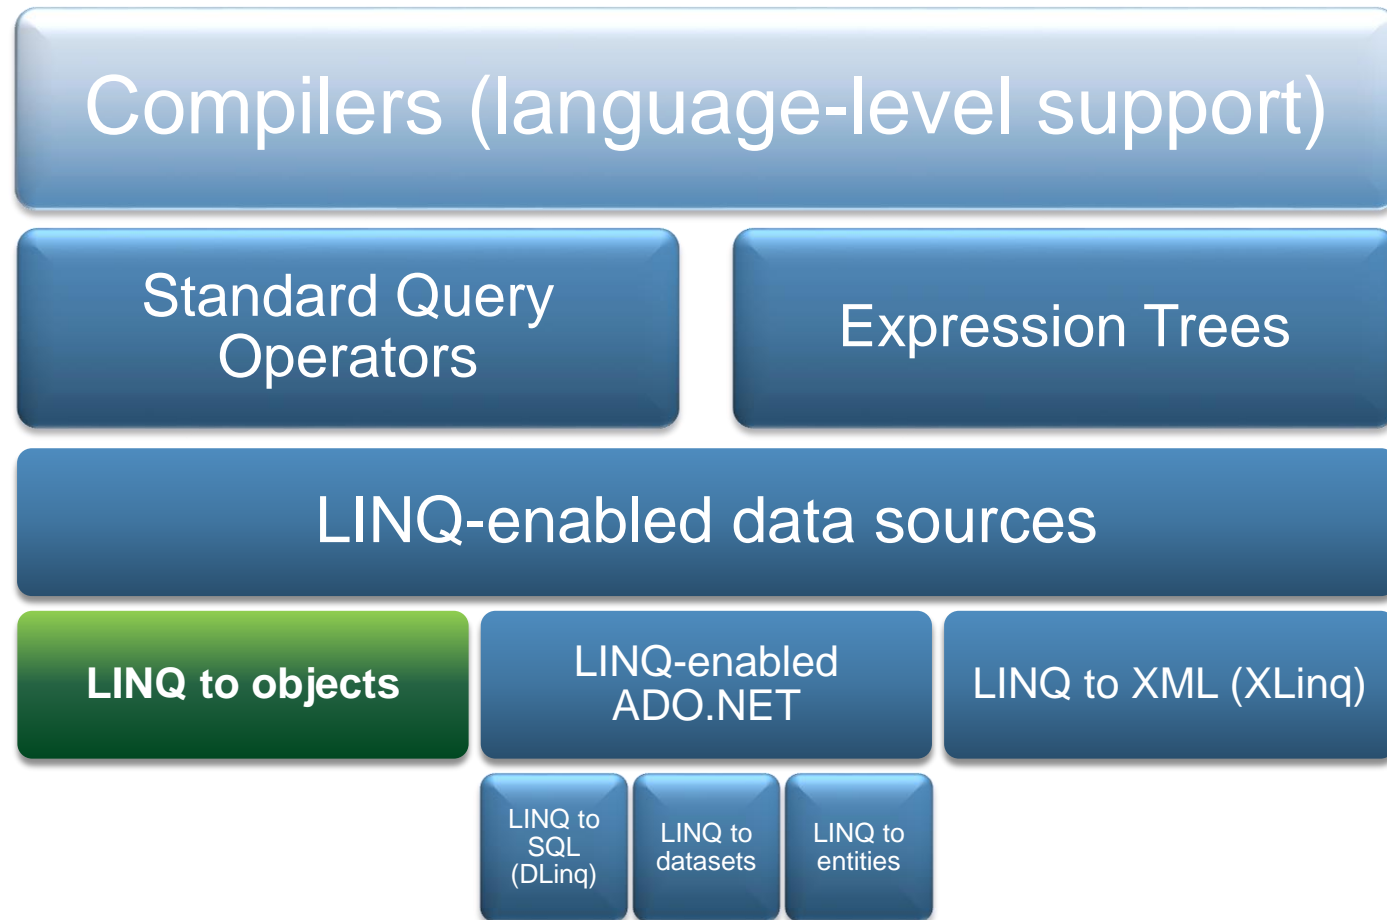 Compilers (language-level support)
Standard Query
Operators
Expression Trees
LINQ-enabled data sources
LINQ to objects
LINQ-enabled
ADO.NET
LINQ to XML (XLinq)
LINQ to
SQL
(DLinq)
LINQ to
datasets
LINQ to
entities